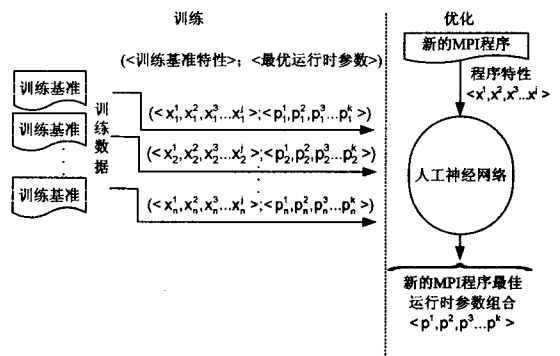 训练
(<训练基准特性>; <最优运行时参数>)
训练基准
训练基准
训练基准
训练数据
(<x₁¹,x₁²,x₁³...x₁ʲ>;<p₁¹,p₁²,p₁³...p₁ᵏ>)
(<x₂¹,x₂²,x₂³...x₂ʲ>;<p₂¹,p₂²,p₂³...p₂ᵏ>)
(<xₙ¹,xₙ²,xₙ³...xₙʲ>;<pₙ¹,pₙ²,pₙ³...pₙᵏ>)
优化
新的MPI程序
程序特性
<x¹,x²,x³...xʲ>
人工神经网络
新的MPI程序最佳
运行时参数组合
<p¹,p²,p³...pᵏ>